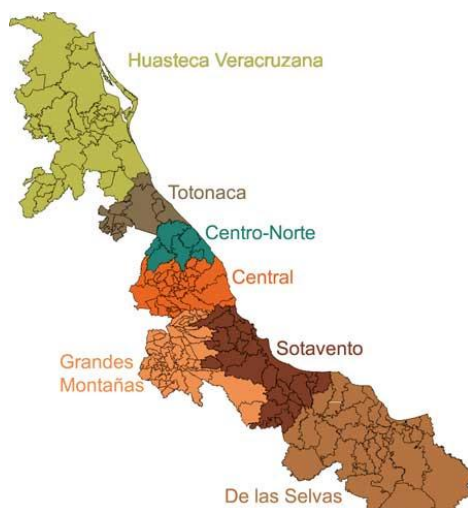 Huasteca Veracruzana
Totonaca
Centro-Norte
Central
Sotavento
Grandes
Montañas
De las Selvas